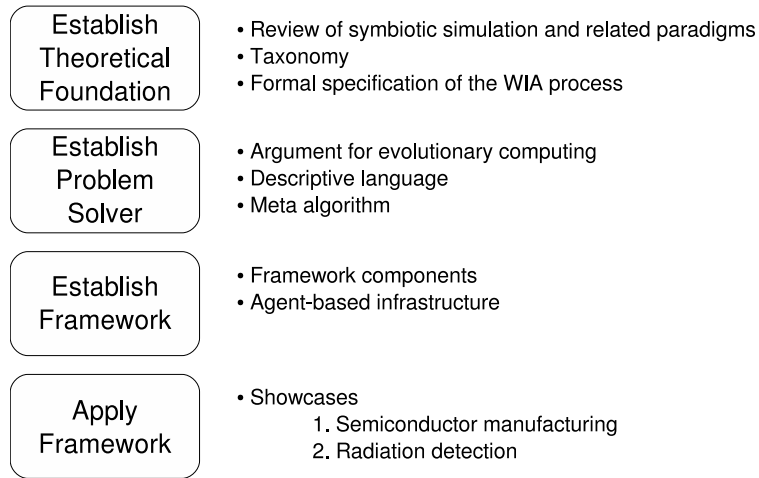 Establish
Theoretical
Foundation
• Review of symbiotic simulation and related paradigms
• Taxonomy
• Formal specification of the WIA process
Establish
Problem
Solver
• Argument for evolutionary computing
• Descriptive language
• Meta algorithm
Establish
Framework
• Framework components
• Agent-based infrastructure
Apply
Framework
• Showcases
1. Semiconductor manufacturing
2. Radiation detection